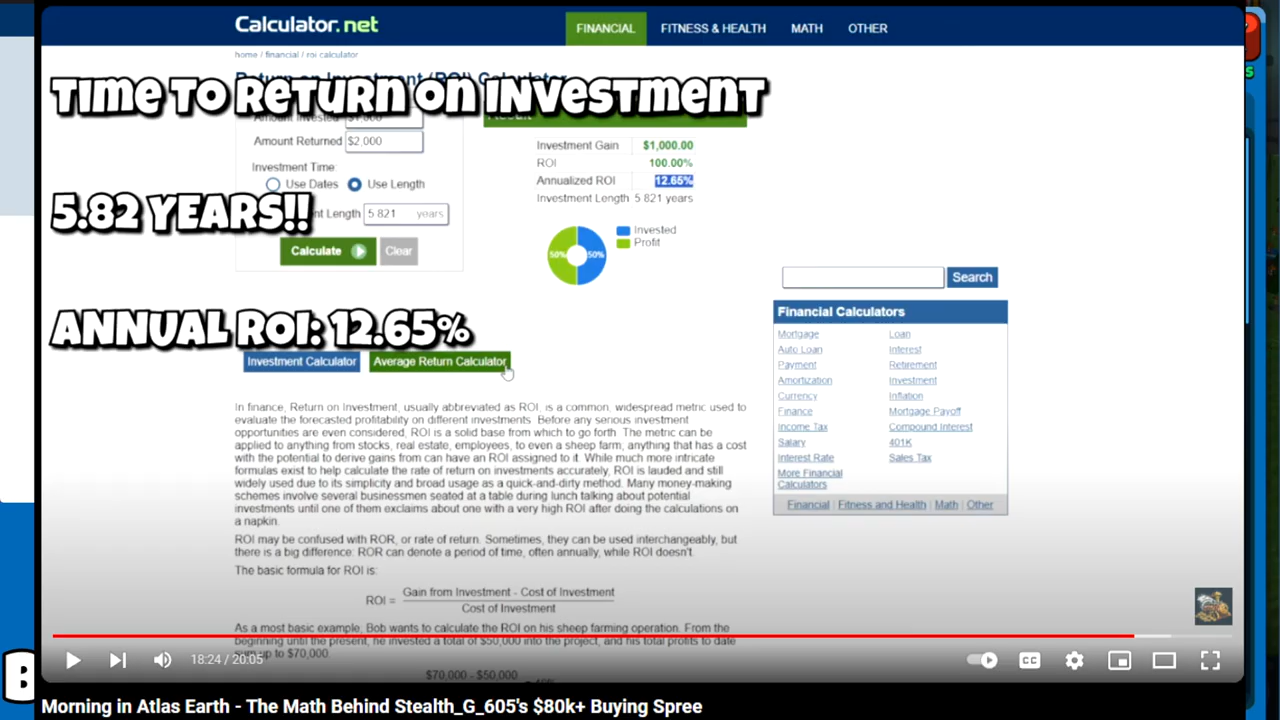 Calculator.net
FINANCIAL FITNESS & HEALTH MATH OTHER
home / financial / roi calculator
Return on Investment (ROI) Calculator
TIME TO RETURN ON INVESTMENT
Amount Invested $1,000
Result
Amount Returned $2,000
Investment Gain $1,000.00
ROI 100.00%
Annualized ROI 12.65%
Investment Length 5.821 years
Investment Time:
Use Dates Use Length
5.82 YEARS!!
Length 5.821 years
Calculate Clear
50% 50%
Invested
Profit
Search
ANNUAL ROI: 12.65%
Investment Calculator Average Return Calculator
Financial Calculators
Mortgage Loan
Auto Loan Interest
Payment Retirement
Amortization Investment
Currency Inflation
Finance Mortgage Payoff
Income Tax Compound Interest
Salary 401K
Interest Rate Sales Tax
More Financial
Calculators
Financial | Fitness and Health | Math | Other
In finance, Return on Investment, usually abbreviated as ROI, is a common, widespread metric used to
evaluate the forecasted profitability on different investments. Before any serious investment
opportunities are even considered, ROI is a solid base from which to go forth. The metric can be
applied to anything from stocks, real estate, employees, to even a sheep farm; anything that has a cost
with the potential to derive gains from can have an ROI assigned to it. While much more intricate
formulas exist to help calculate the rate of return on investments accurately, ROI is lauded and still
widely used due to its simplicity and broad usage as a quick-and-dirty method. Many money-making
schemes involve several businessmen seated at a table during lunch talking about potential
investments until one of them exclaims about one with a very high ROI after doing the calculations on
a napkin.
ROI may be confused with ROR, or rate of return. Sometimes, they can be used interchangeably, but
there is a big difference: ROR can denote a period of time, often annually, while ROI doesn't.
The basic formula for ROI is:
ROI = Gain from Investment - Cost of Investment
Cost of Investment
As a most basic example, Bob wants to calculate the ROI on his sheep farming operation. From the
beginning until the present, he invested a total of $50,000 into the project, and his total profits to date
sum up to $70,000.
$70,000 - $50,000
18:24 / 20:05
CC
B
S
Morning in Atlas Earth - The Math Behind Stealth_G_605's $80k+ Buying Spree